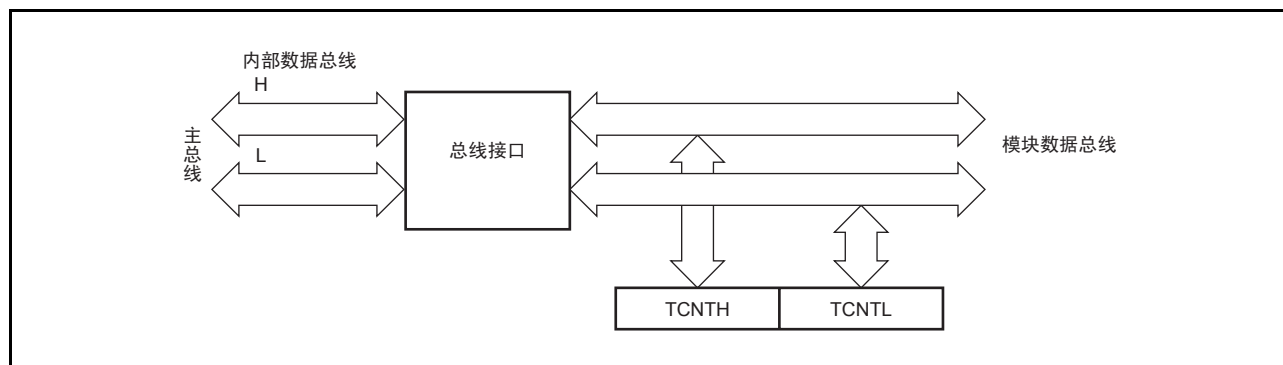 内部数据总线
H
主总线
L
总线接口
模块数据总线
TCNTH
TCNTL